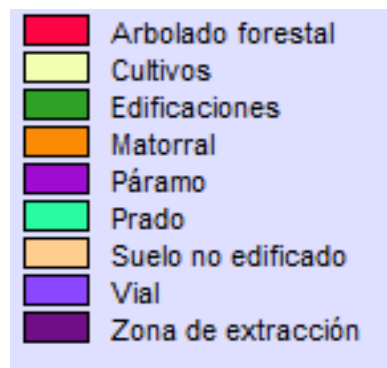 Arbolado forestal
Cultivos
Edificaciones
Matorral
Páramo
Prado
Suelo no edificado
Vial
Zona de extracción